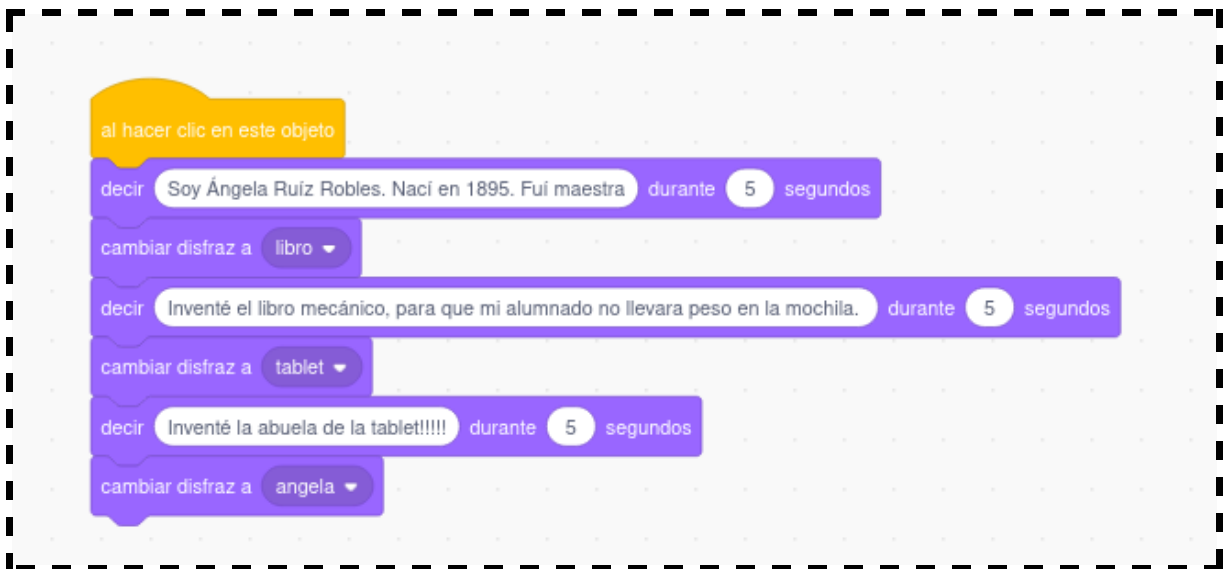 al hacer clic en este objeto
decir Soy Ángela Ruíz Robles. Nací en 1895. Fuí maestra durante 5 segundos
cambiar disfraz a libro
decir Inventé el libro mecánico, para que mi alumnado no llevara peso en la mochila. durante 5 segundos
cambiar disfraz a tablet
decir Inventé la abuela de la tablet!!!!! durante 5 segundos
cambiar disfraz a angela